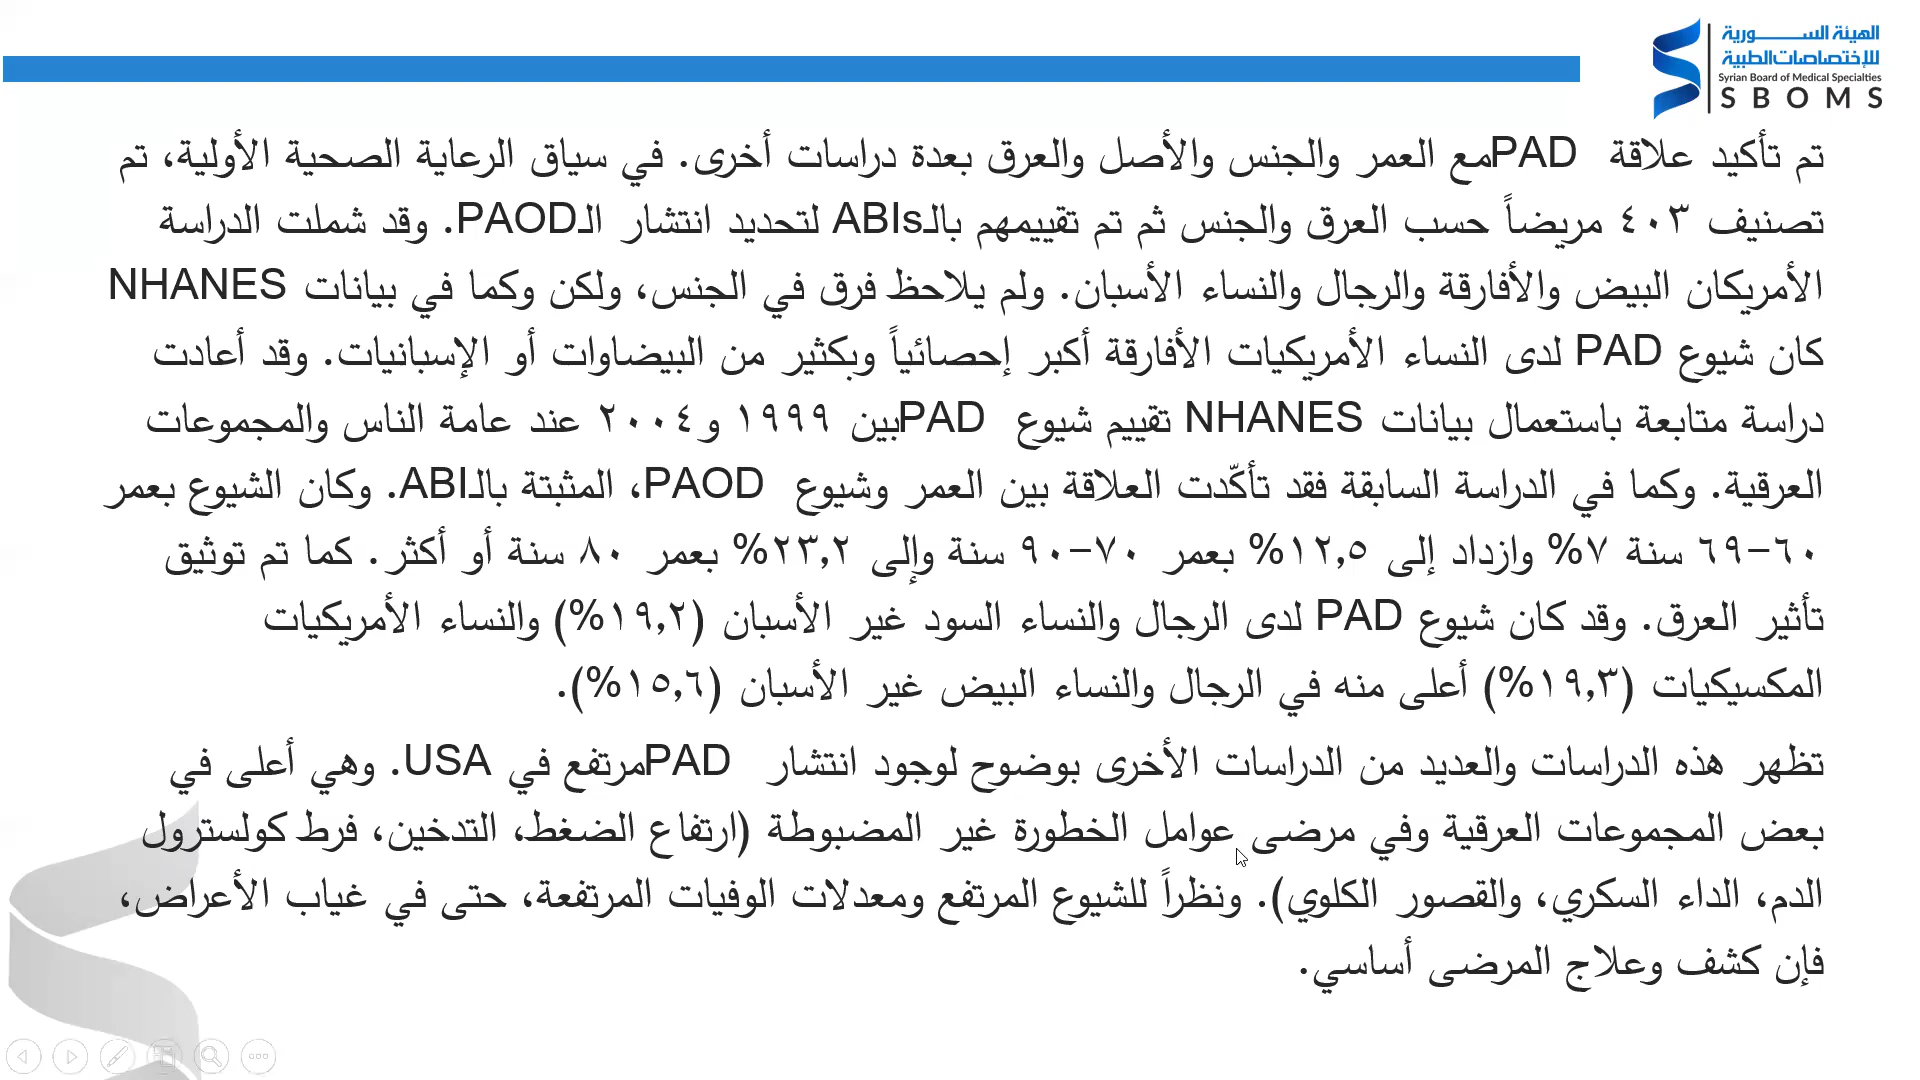 الهيئة الســـورية
للإختصاصات الطبية
Syrian Board of Medical Specialties
SBOMS
تم تأكيد علاقة PADمع العمر والجنس والأصل والعرق بعدة دراسات أخرى. في سياق الرعاية الصحية الأولية، تم
تصنيف ٤٠٣ مريضاً حسب العرق والجنس ثم تم تقييمهم بالـABIs لتحديد انتشار الـPAOD. وقد شملت الدراسة
الأمريكان البيض والأفارقة والرجال والنساء الأسبان. ولم يلاحظ فرق في الجنس، ولكن وكما في بيانات NHANES
كان شيوع PAD لدى النساء الأمريكيات الأفارقة أكبر إحصائياً وبكثير من البيضاوات أو الإسبانيات. وقد أعادت
دراسة متابعة باستعمال بيانات NHANES تقييم شيوع PADبين ١٩٩٩ و٢٠٠٤ عند عامة الناس والمجموعات
العرقية. وكما في الدراسة السابقة فقد تأكّدت العلاقة بين العمر وشيوع PAOD، المثبتة بالـABI. وكان الشيوع بعمر
٦٠-٦٩ سنة ٧% وازداد إلى ١٢,٥% بعمر ٧٠-٩٠ سنة وإلى ٢٣,٢% بعمر ٨٠ سنة أو أكثر. كما تم توثيق
تأثير العرق. وقد كان شيوع PAD لدى الرجال والنساء السود غير الأسبان (١٩,٢%) والنساء الأمريكيات
المكسيكيات (١٩,٣%) أعلى منه في الرجال والنساء البيض غير الأسبان (١٥,٦%).
تظهر هذه الدراسات والعديد من الدراسات الأخرى بوضوح لوجود انتشار PADمرتفع في USA. وهي أعلى في
بعض المجموعات العرقية وفي مرضى عوامل الخطورة غير المضبوطة (ارتفاع الضغط، التدخين، فرط كولسترول
الدم، الداء السكري، والقصور الكلوي). ونظراً للشيوع المرتفع ومعدلات الوفيات المرتفعة، حتى في غياب الأعراض،
فإن كشف وعلاج المرضى أساسي.